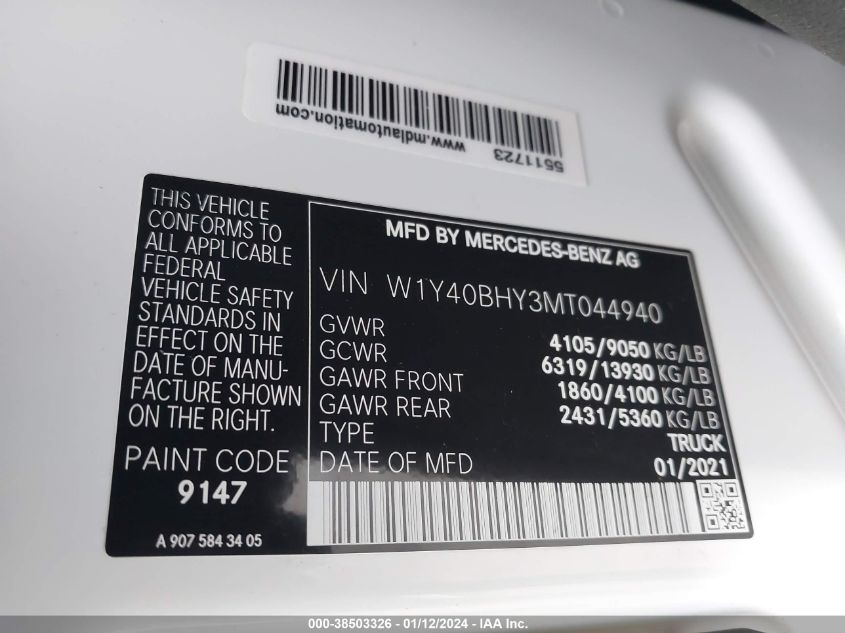 www.mdlautomation.com
5511723
THIS VEHICLE
CONFORMS TO
ALL APPLICABLE
FEDERAL
VEHICLE SAFETY
STANDARDS IN
EFFECT ON THE
DATE OF MANU-
FACTURE SHOWN
ON THE RIGHT.
PAINT CODE
9147
A 907 584 34 05
MFD BY MERCEDES-BENZ AG
VIN W1Y40BHY3MT044940
GVWR 4105/9050 KG/LB
GCWR 6319/13930 KG/LB
GAWR FRONT 1860/4100 KG/LB
GAWR REAR 2431/5360 KG/LB
TYPE TRUCK
DATE OF MFD 01/2021
000-38503326 - 01/12/2024 - IAA Inc.